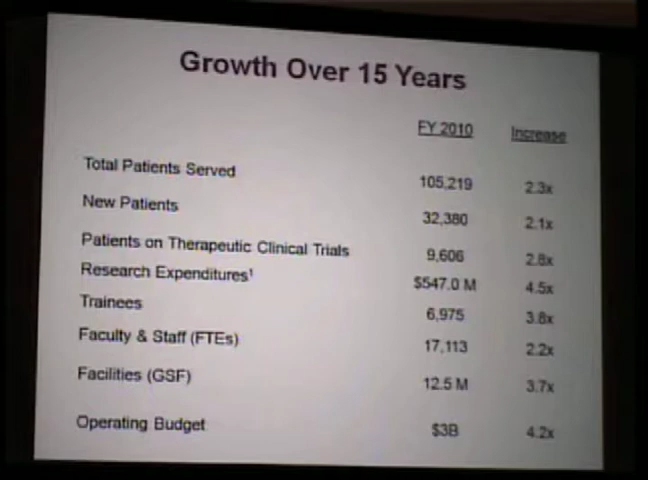 Growth Over 15 Years
FY 2010 Increase
Total Patients Served 105,219 2.3x
New Patients 32,380 2.1x
Patients on Therapeutic Clinical Trials 9,606 2.8x
Research Expenditures¹ $547.0 M 4.5x
Trainees 6,975 3.8x
Faculty & Staff (FTEs) 17,113 2.2x
Facilities (GSF) 12.5 M 3.7x
Operating Budget $3B 4.2x